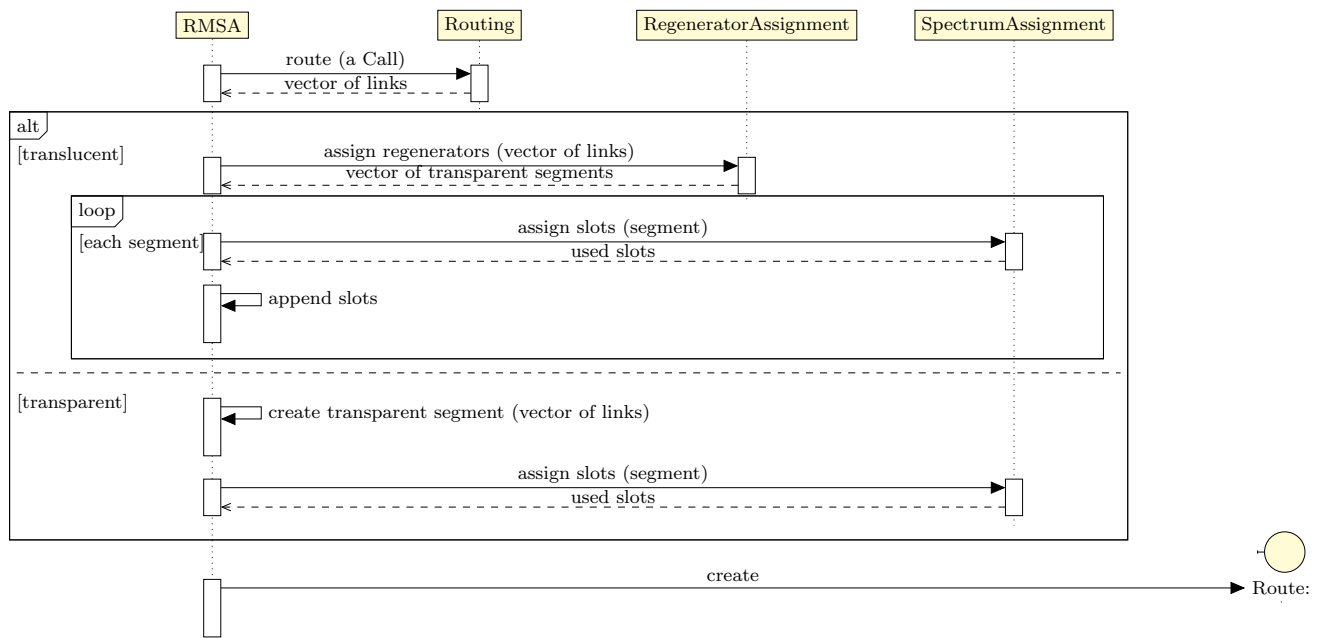 RMSA
Routing
RegeneratorAssignment
SpectrumAssignment
route (a Call)
vector of links
alt
[translucent]
assign regenerators (vector of links)
vector of transparent segments
loop
[each segment]
assign slots (segment)
used slots
append slots
[transparent]
create transparent segment (vector of links)
assign slots (segment)
used slots
create
Route: